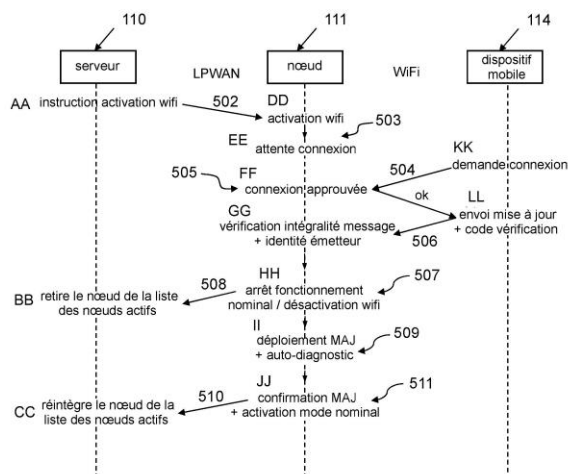 110
111
114
serveur
nœud
dispositif
mobile
LPWAN
WiFi
AA instruction activation wifi
502
DD
activation wifi
503
EE
attente connexion
KK
demande connexion
504
505
FF
connexion approuvée
ok
LL
envoi mise à jour
+ code vérification
GG
vérification intégralité message
+ identité émetteur
506
HH
arrêt fonctionnement
nominal / désactivation wifi
507
508
BB
retire le nœud de la liste
des nœuds actifs
II
déploiement MAJ
+ auto-diagnostic
509
JJ
confirmation MAJ
+ activation mode nominal
511
510
CC
réintègre le nœud de la
liste des nœuds actifs